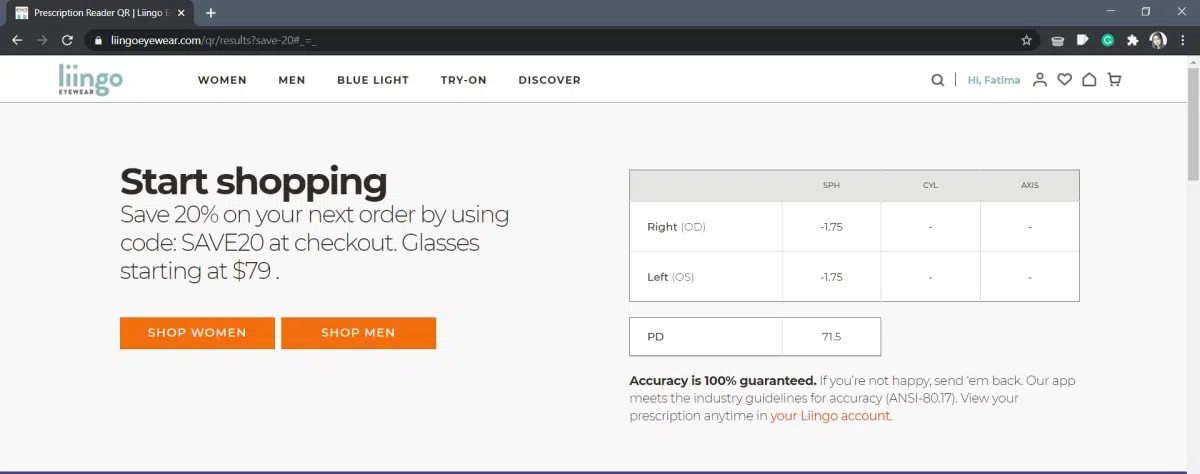 Prescription Reader QR | Liingo E
liingoeyewear.com/qr/results?save-20#_=_
liingo
EYEWEAR
WOMEN MEN BLUE LIGHT TRY-ON DISCOVER
Hi, Fatima
Start shopping
Save 20% on your next order by using
code: SAVE20 at checkout. Glasses
starting at $79 .
SHOP WOMEN SHOP MEN
SPH CYL AXIS
Right (OD) -1.75 - -
Left (OS) -1.75 - -
PD 71.5
Accuracy is 100% guaranteed. If you're not happy, send 'em back. Our app
meets the industry guidelines for accuracy (ANSI-80.17). View your
prescription anytime in your Liingo account.